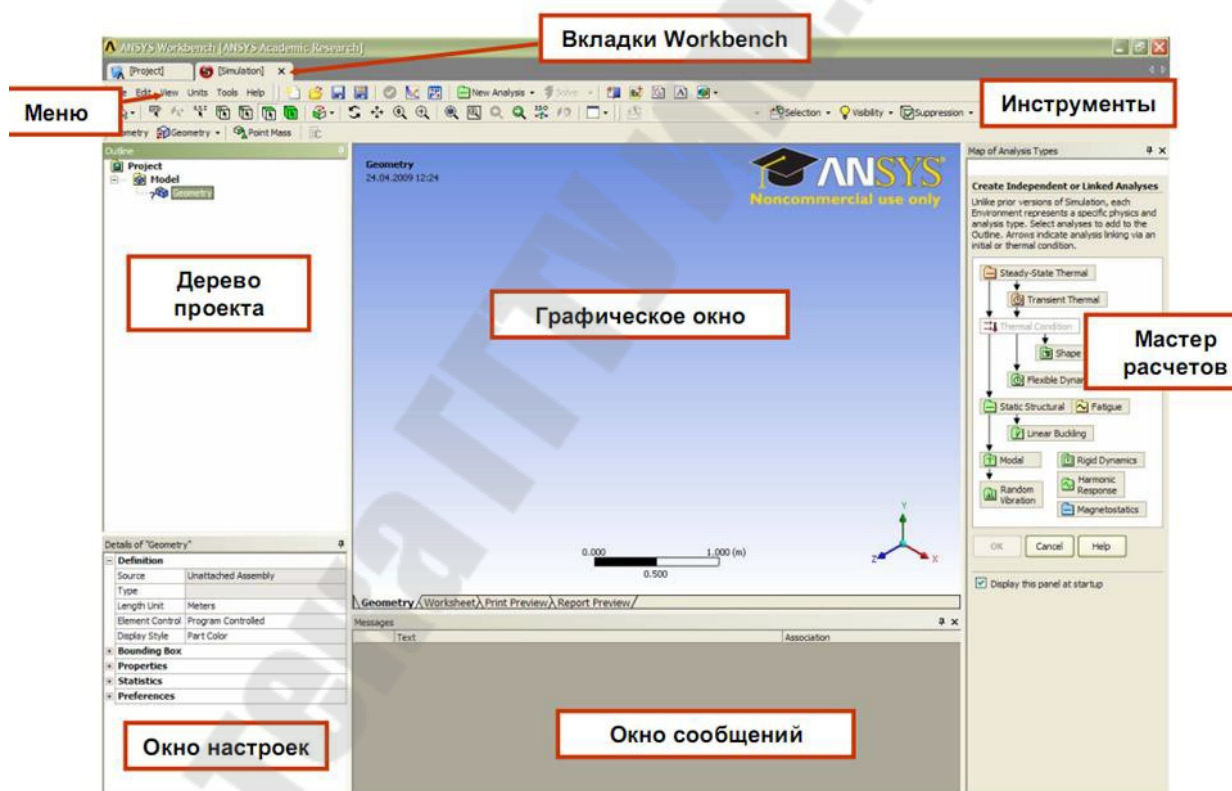 Вкладки Workbench
ANSYS Workbench [ANSYS Academic Research]
[Project] [Simulation]
Меню
Edit View Units Tools Help New Analysis Solve
Инструменты
Selection Visibility Suppression
Geometry Point Mass
Outline
Project
Model
Geometry
Дерево
проекта
Geometry
24.04.2009 12:24
ANSYS
Noncommercial use only
Графическое окно
0.000 1.000 (m)
0.500
Y
Z X
Geometry Worksheet Print Preview Report Preview
Map of Analysis Types
Create Independent or Linked Analyses
Unlike prior versions of Simulation, each
Environment represents a specific physics and
analysis type. Select analyses to add to the
Outline. Arrows indicate analysis linking via an
initial or thermal condition.
Steady-State Thermal
Transient Thermal
Thermal Condition
Shape
Мастер
расчетов
Flexible Dynam
Static Structural Fatigue
Linear Buckling
Modal Rigid Dynamics
Random
Vibration
Harmonic
Response
Magnetostatics
OK Cancel Help
Display this panel at startup
Details of "Geometry"
Definition
Source Unattached Assembly
Type
Length Unit Meters
Element Control Program Controlled
Display Style Part Color
Bounding Box
Properties
Statistics
Preferences
Окно настроек
Messages
Text Association
Окно сообщений